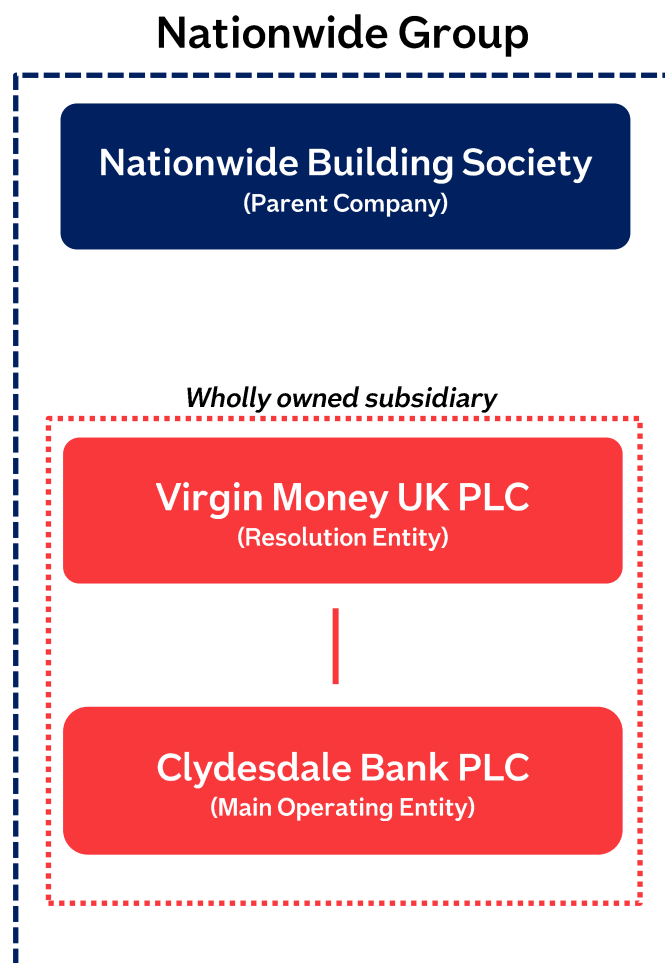 Nationwide Group
Nationwide Building Society
(Parent Company)
Wholly owned subsidiary
Virgin Money UK PLC
(Resolution Entity)
Clydesdale Bank PLC
(Main Operating Entity)